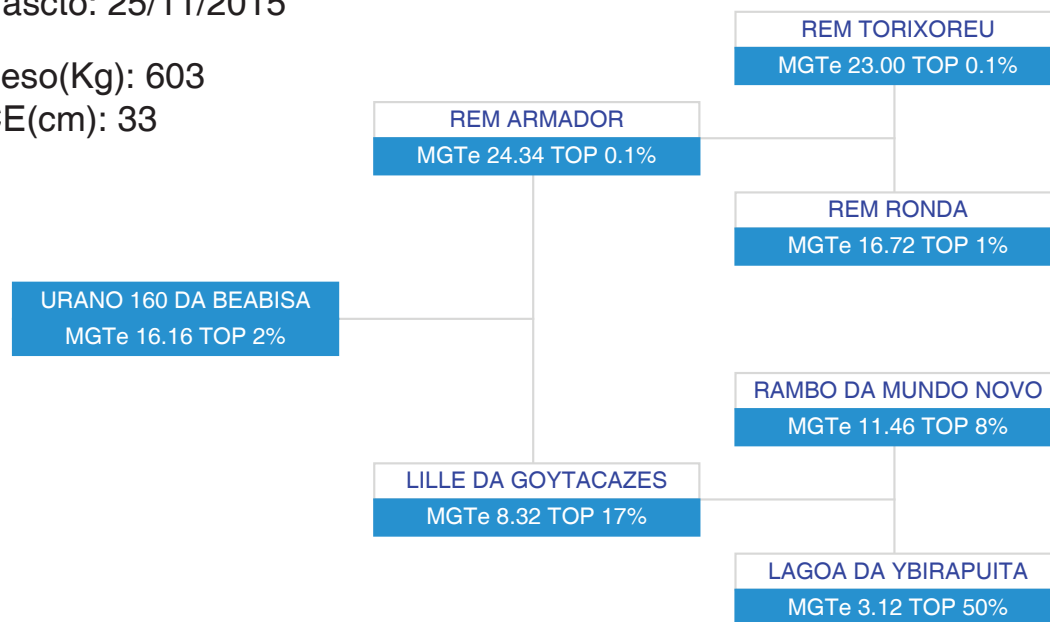 ascto: 25/11/2015
eso(Kg): 603
E(cm): 33
REM TORIXOREU
MGTe 23.00 TOP 0.1%
REM ARMADOR
MGTe 24.34 TOP 0.1%
REM RONDA
MGTe 16.72 TOP 1%
URANO 160 DA BEABISA
MGTe 16.16 TOP 2%
RAMBO DA MUNDO NOVO
MGTe 11.46 TOP 8%
LILLE DA GOYTACAZES
MGTe 8.32 TOP 17%
LAGOA DA YBIRAPUITA
MGTe 3.12 TOP 50%